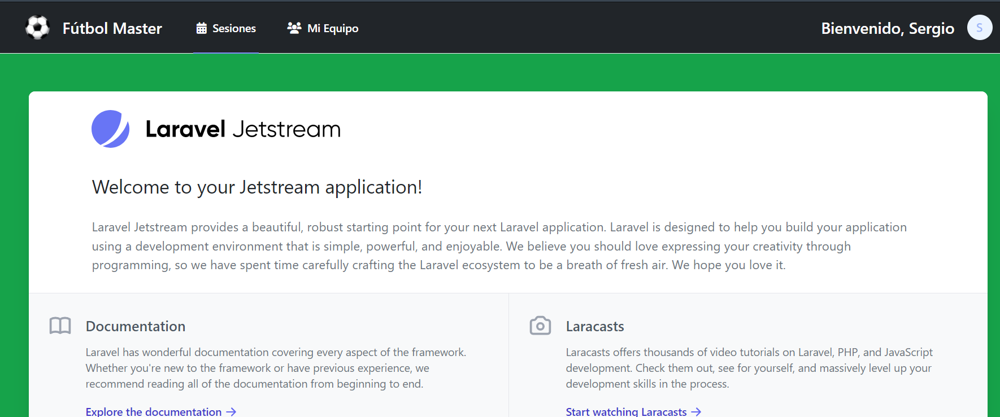 Fútbol Master Sesiones Mi Equipo Bienvenido, Sergio S
Laravel Jetstream
Welcome to your Jetstream application!
Laravel Jetstream provides a beautiful, robust starting point for your next Laravel application. Laravel is designed to help you build your application
using a development environment that is simple, powerful, and enjoyable. We believe you should love expressing your creativity through
programming, so we have spent time carefully crafting the Laravel ecosystem to be a breath of fresh air. We hope you love it.
Documentation
Laravel has wonderful documentation covering every aspect of the framework.
Whether you're new to the framework or have previous experience, we
recommend reading all of the documentation from beginning to end.
Explore the documentation →
Laracasts
Laracasts offers thousands of video tutorials on Laravel, PHP, and JavaScript
development. Check them out, see for yourself, and massively level up your
development skills in the process.
Start watching Laracasts →